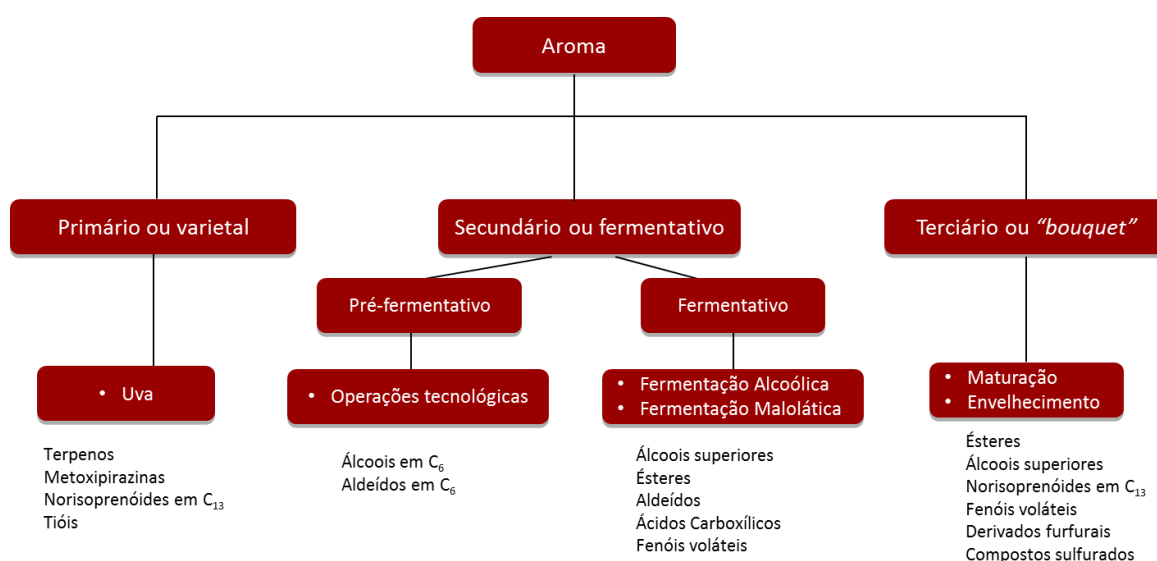 Aroma
Primário ou varietal
Secundário ou fermentativo
Terciário ou "bouquet"
Pré-fermentativo
Fermentativo
• Uva
• Operações tecnológicas
• Fermentação Alcoólica
• Fermentação Malolática
• Maturação
• Envelhecimento
Terpenos
Metoxipirazinas
Norisoprenóides em C₁₃
Tióis
Álcoois em C₆
Aldeídos em C₆
Álcoois superiores
Ésteres
Aldeídos
Ácidos Carboxílicos
Fenóis voláteis
Ésteres
Álcoois superiores
Norisoprenóides em C₁₃
Fenóis voláteis
Derivados furfurais
Compostos sulfurados